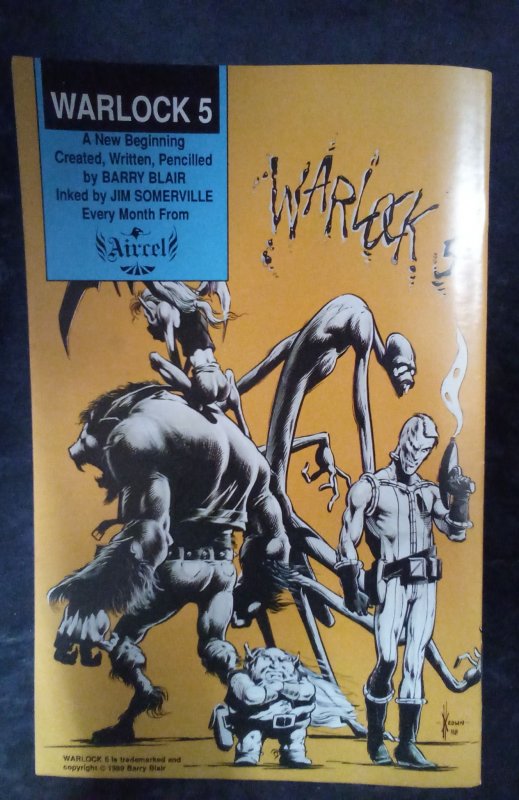 WARLOCK 5
A New Beginning
Created, Written, Pencilled
by BARRY BLAIR
Inked by JIM SOMERVILLE
Every Month From
Aircel
WARLOCK 5
KEOWN
WARLOCK 5 is trademarked and
copyright © 1989 Barry Blair